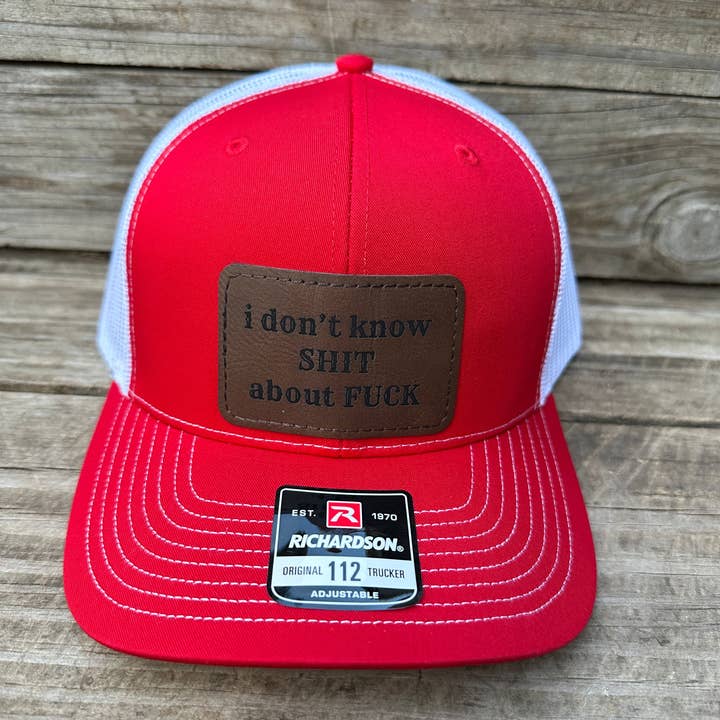 i don't know
SHIT
about FUCK
EST. R 1970
RICHARDSON®
ORIGINAL 112 TRUCKER
ADJUSTABLE